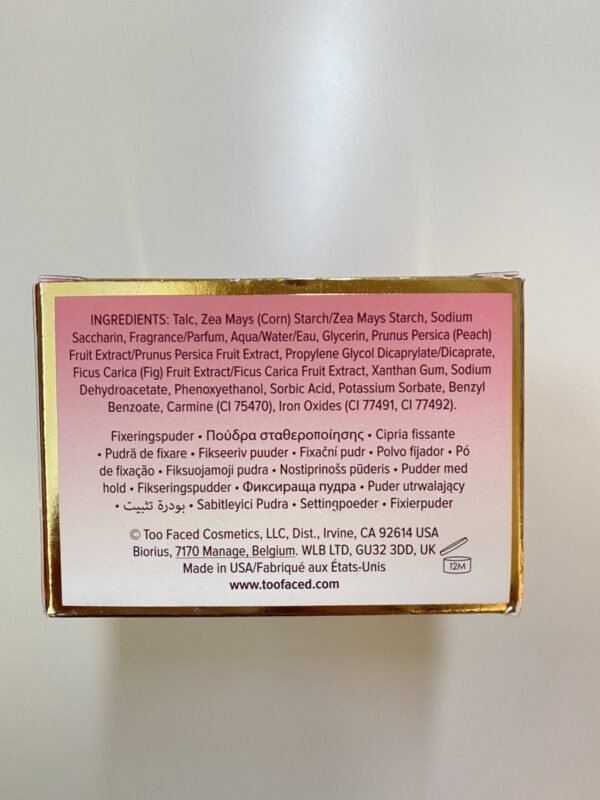 INGREDIENTS: Talc, Zea Mays (Corn) Starch/Zea Mays Starch, Sodium
Saccharin, Fragrance/Parfum, Aqua/Water/Eau, Glycerin, Prunus Persica (Peach)
Fruit Extract/Prunus Persica Fruit Extract, Propylene Glycol Dicaprylate/Dicaprate,
Ficus Carica (Fig) Fruit Extract/Ficus Carica Fruit Extract, Xanthan Gum, Sodium
Dehydroacetate, Phenoxyethanol, Sorbic Acid, Potassium Sorbate, Benzyl
Benzoate, Carmine (CI 75470), Iron Oxides (CI 77491, CI 77492).
Fixeringspuder • Πούδρα σταθεροποίησης • Cipria fissante
• Pudră de fixare • Fikseeriv puuder • Fixační pudr • Polvo fijador • Pó
de fixação • Fiksuojamoji pudra • Nostiprinošs pūderis • Pudder med
hold • Fikseringspudder • Фиксираща пудра • Puder utrwalający
• بودرة تثبيت • Sabitleyici Pudra • Settingpoeder • Fixierpuder
© Too Faced Cosmetics, LLC, Dist., Irvine, CA 92614 USA
Biorius, 7170 Manage, Belgium. WLB LTD, GU32 3DD, UK
Made in USA/Fabriqué aux États-Unis
www.toofaced.com
12M